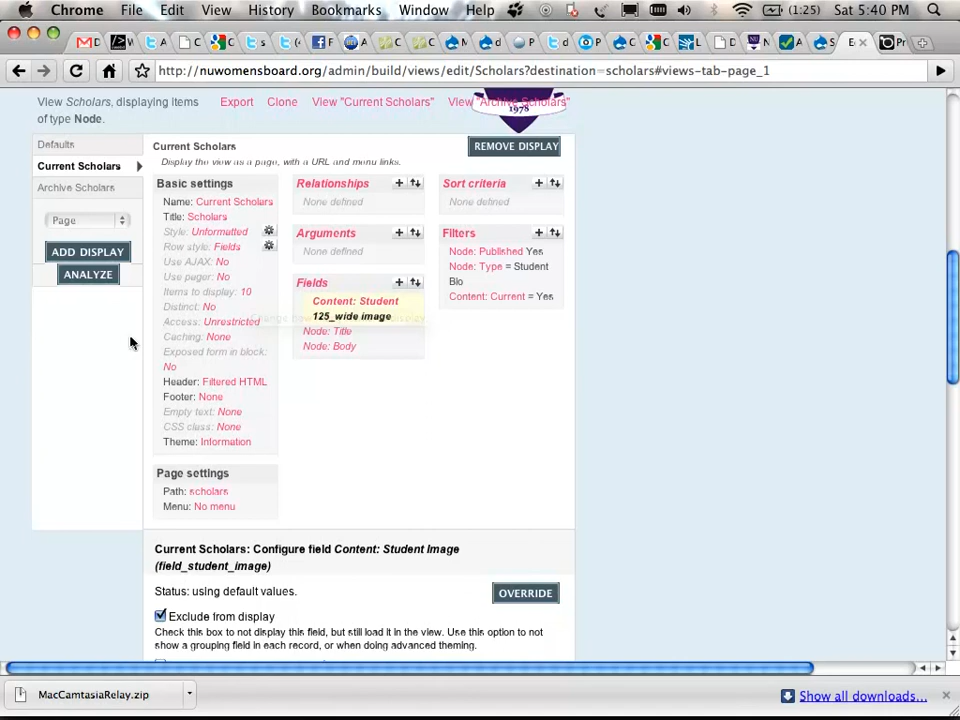 Chrome File Edit View History Bookmarks Window Help (1:25) Sat 5:40 PM
http://nuwomensboard.org/admin/build/views/edit/Scholars?destination=scholars#views-tab-page_1
View Scholars, displaying items of type Node.
Export Clone View "Current Scholars" View "Archive Scholars"
1978
Defaults
Current Scholars
Archive Scholars
Page
ADD DISPLAY
ANALYZE
Current Scholars
REMOVE DISPLAY
Display the view as a page, with a URL and menu links.
Basic settings
Name: Current Scholars
Title: Scholars
Style: Unformatted
Row style: Fields
Use AJAX: No
Use pager: No
Items to display: 10
Distinct: No
Access: Unrestricted
Caching: None
Exposed form in block:
No
Header: Filtered HTML
Footer: None
Empty text: None
CSS class: None
Theme: Information
Page settings
Path: scholars
Menu: No menu
Relationships
None defined
Arguments
None defined
Fields
Content: Student
125_wide image
Node: Title
Node: Body
Sort criteria
None defined
Filters
Node: Published Yes
Node: Type = Student
Bio
Content: Current = Yes
Current Scholars: Configure field Content: Student Image
(field_student_image)
Status: using default values.
OVERRIDE
Exclude from display
Check this box to not display this field, but still load it in the view. Use this option to not
show a grouping field in each record, or when doing advanced theming.
MacCamtasiaRelay.zip
Show all downloads...